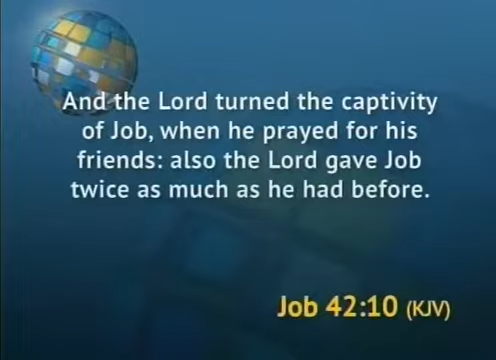 And the Lord turned the captivity
of Job, when he prayed for his
friends: also the Lord gave Job
twice as much as he had before.
Job 42:10 (KJV)